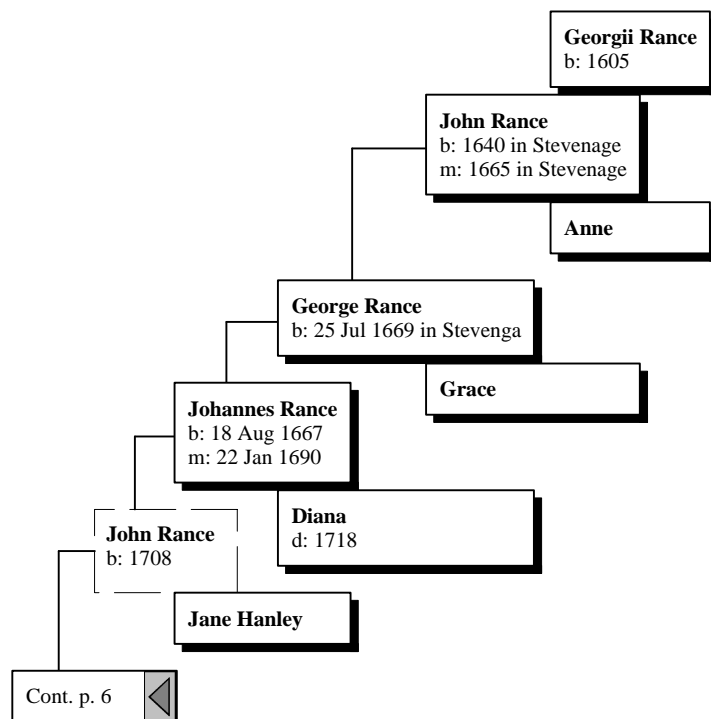 Georgii Rance
b: 1605
John Rance
b: 1640 in Stevenage
m: 1665 in Stevenage
Anne
George Rance
b: 25 Jul 1669 in Stevenga
Grace
Johannes Rance
b: 18 Aug 1667
m: 22 Jan 1690
Diana
d: 1718
John Rance
b: 1708
Jane Hanley
Cont. p. 6